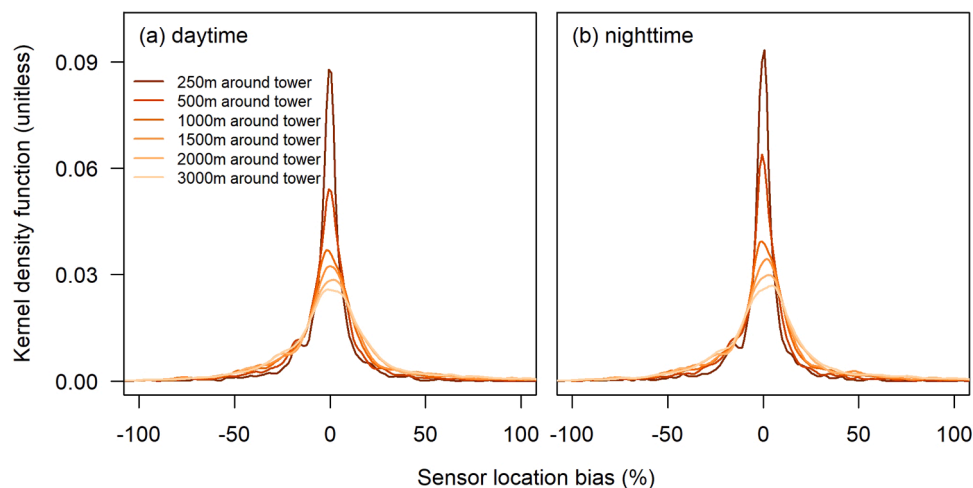 (a) daytime
(b) nighttime
Kernel density function (unitless)
0.09
0.06
0.03
0.00
250m around tower
500m around tower
1000m around tower
1500m around tower
2000m around tower
3000m around tower
-100 -50 0 50 100
-100 -50 0 50 100
Sensor location bias (%)